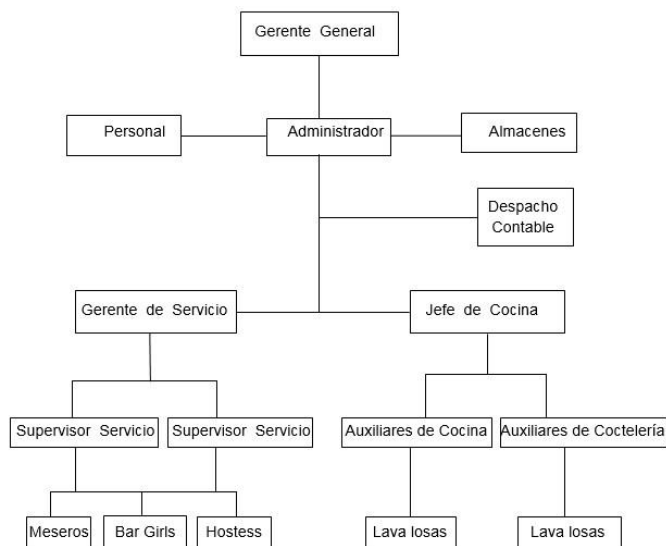 Gerente General
Personal
Administrador
Almacenes
Despacho
Contable
Gerente de Servicio
Jefe de Cocina
Supervisor Servicio
Supervisor Servicio
Auxiliares de Cocina
Auxiliares de Coctelería
Meseros
Bar Girls
Hostess
Lava losas
Lava losas